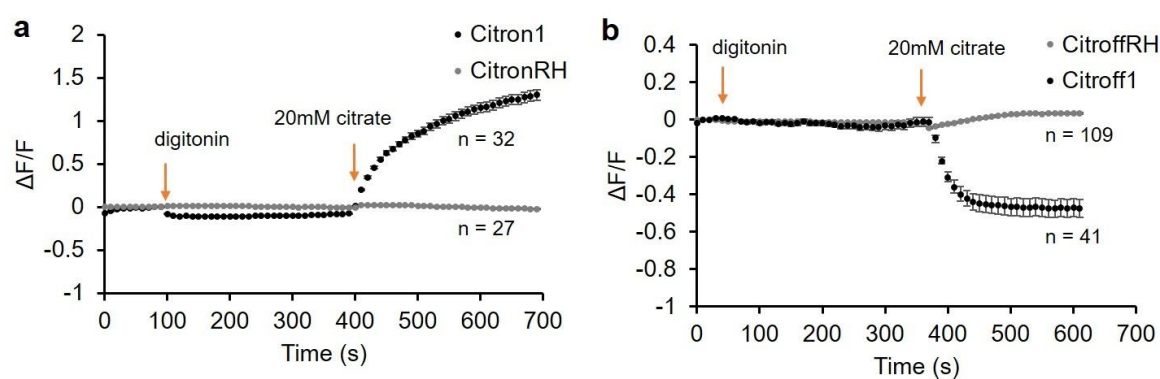 a
2
1.5
1
0.5
0
-0.5
-1
ΔF/F
Citron1
CitronRH
digitonin
20mM citrate
n = 32
n = 27
0 100 200 300 400 500 600 700
Time (s)
b
0.4
0.2
0
-0.2
-0.4
-0.6
-0.8
-1
ΔF/F
digitonin
20mM citrate
CitroffRH
Citroff1
n = 109
n = 41
0 100 200 300 400 500 600 700
Time (s)